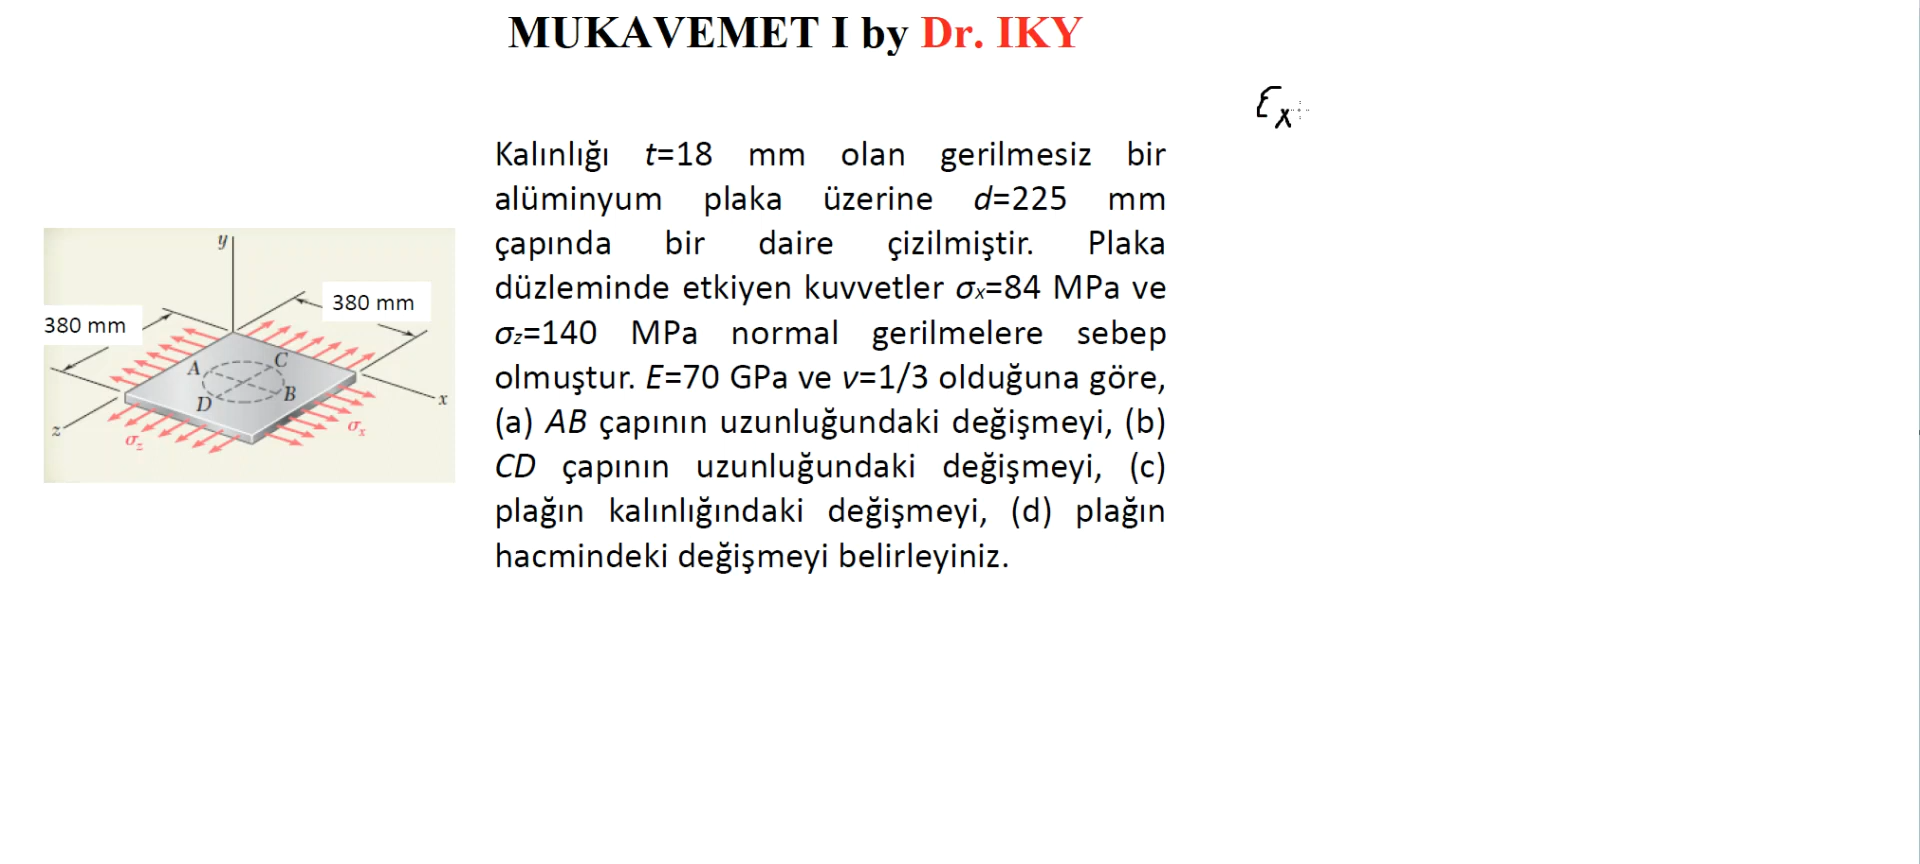 MUKAVEMET I by Dr. IKY
εx
Kalınlığı t=18 mm olan gerilmesiz bir
alüminyum plaka üzerine d=225 mm
çapında bir daire çizilmiştir. Plaka
düzleminde etkiyen kuvvetler σx=84 MPa ve
σz=140 MPa normal gerilmelere sebep
olmuştur. E=70 GPa ve ν=1/3 olduğuna göre,
(a) AB çapının uzunluğundaki değişmeyi, (b)
CD çapının uzunluğundaki değişmeyi, (c)
plağın kalınlığındaki değişmeyi, (d) plağın
hacmindeki değişmeyi belirleyiniz.
y
380 mm
380 mm
A
C
B
D
x
z
σz
σx